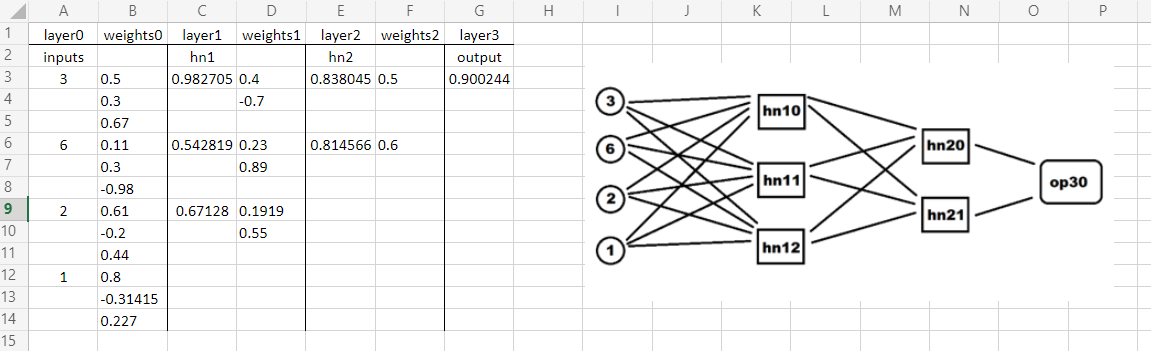 A B C D E F G H I J K L M N O P
1 layer0 weights0 layer1 weights1 layer2 weights2 layer3
2 inputs hn1 hn2 output
3 3 0.5 0.982705 0.4 0.838045 0.5 0.900244
4 0.3 -0.7
5 0.67
6 6 0.11 0.542819 0.23 0.814566 0.6
7 0.3 0.89
8 -0.98
9 2 0.61 0.67128 0.1919
10 -0.2 0.55
11 0.44
12 1 0.8
13 -0.31415
14 0.227
15
3
6
2
1
hn10
hn11
hn12
hn20
hn21
op30